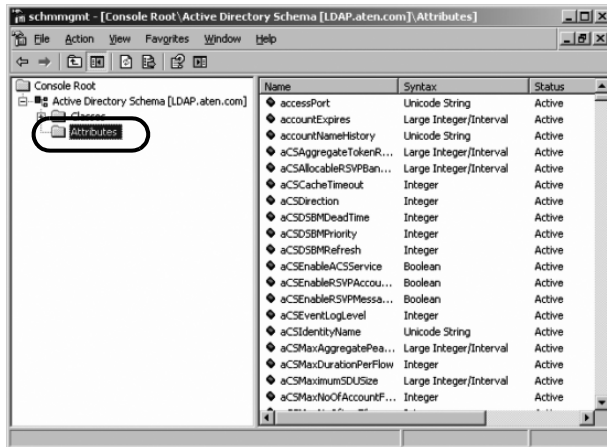 schmmgmt - [Console Root\Active Directory Schema [LDAP.aten.com]\Attributes]
File Action View Favorites Window Help
Console Root
Active Directory Schema [LDAP.aten.com]
Classes
Attributes
Name Syntax Status
accessPort Unicode String Active
accountExpires Large Integer/Interval Active
accountNameHistory Unicode String Active
aCSAggregateTokenR... Large Integer/Interval Active
aCSAllocableRSVPBan... Large Integer/Interval Active
aCSCacheTimeout Integer Active
aCSDirection Integer Active
aCSDSBMDeadTime Integer Active
aCSDSBMPriority Integer Active
aCSDSBMRefresh Integer Active
aCSEnableACSService Boolean Active
aCSEnableRSVPAccou... Boolean Active
aCSEnableRSVPMessa... Boolean Active
aCSEventLogLevel Integer Active
aCSIdentityName Unicode String Active
aCSMaxAggregatePea... Large Integer/Interval Active
aCSMaxDurationPerFlow Integer Active
aCSMaximumSDUSize Large Integer/Interval Active
aCSMaxNoOfAccountF... Integer Active